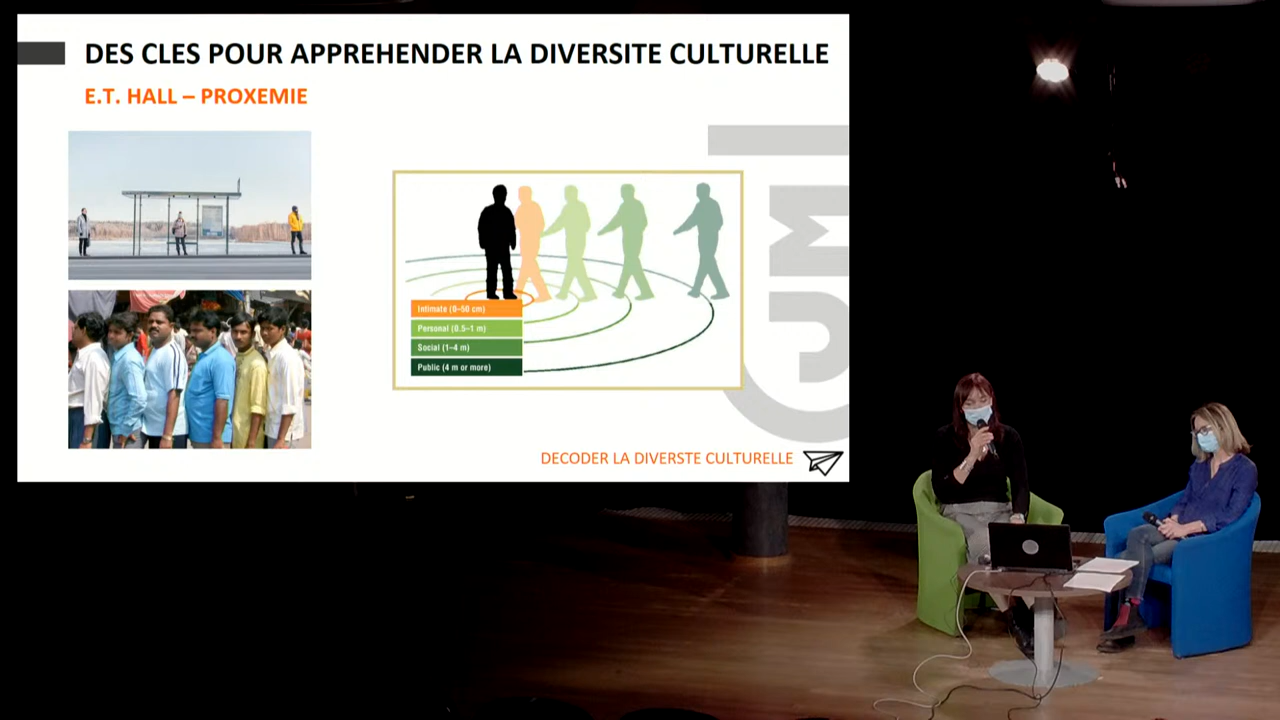 DES CLES POUR APPREHENDER LA DIVERSITE CULTURELLE
E.T. HALL – PROXEMIE
Intimate (0–50 cm)
Personal (0.5–1 m)
Social (1–4 m)
Public (4 m or more)
DECODER LA DIVERSTE CULTURELLE